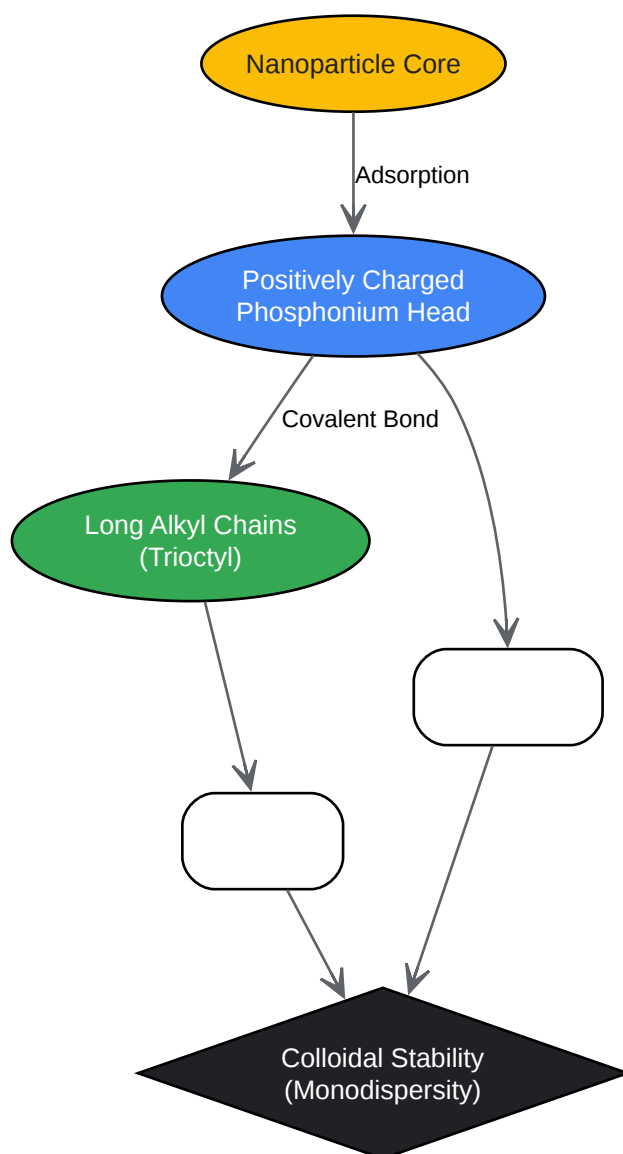 Nanoparticle Core
Adsorption
Positively Charged
Phosphonium Head
Covalent Bond
Long Alkyl Chains
(Trioctyl)
Colloidal Stability
(Monodispersity)